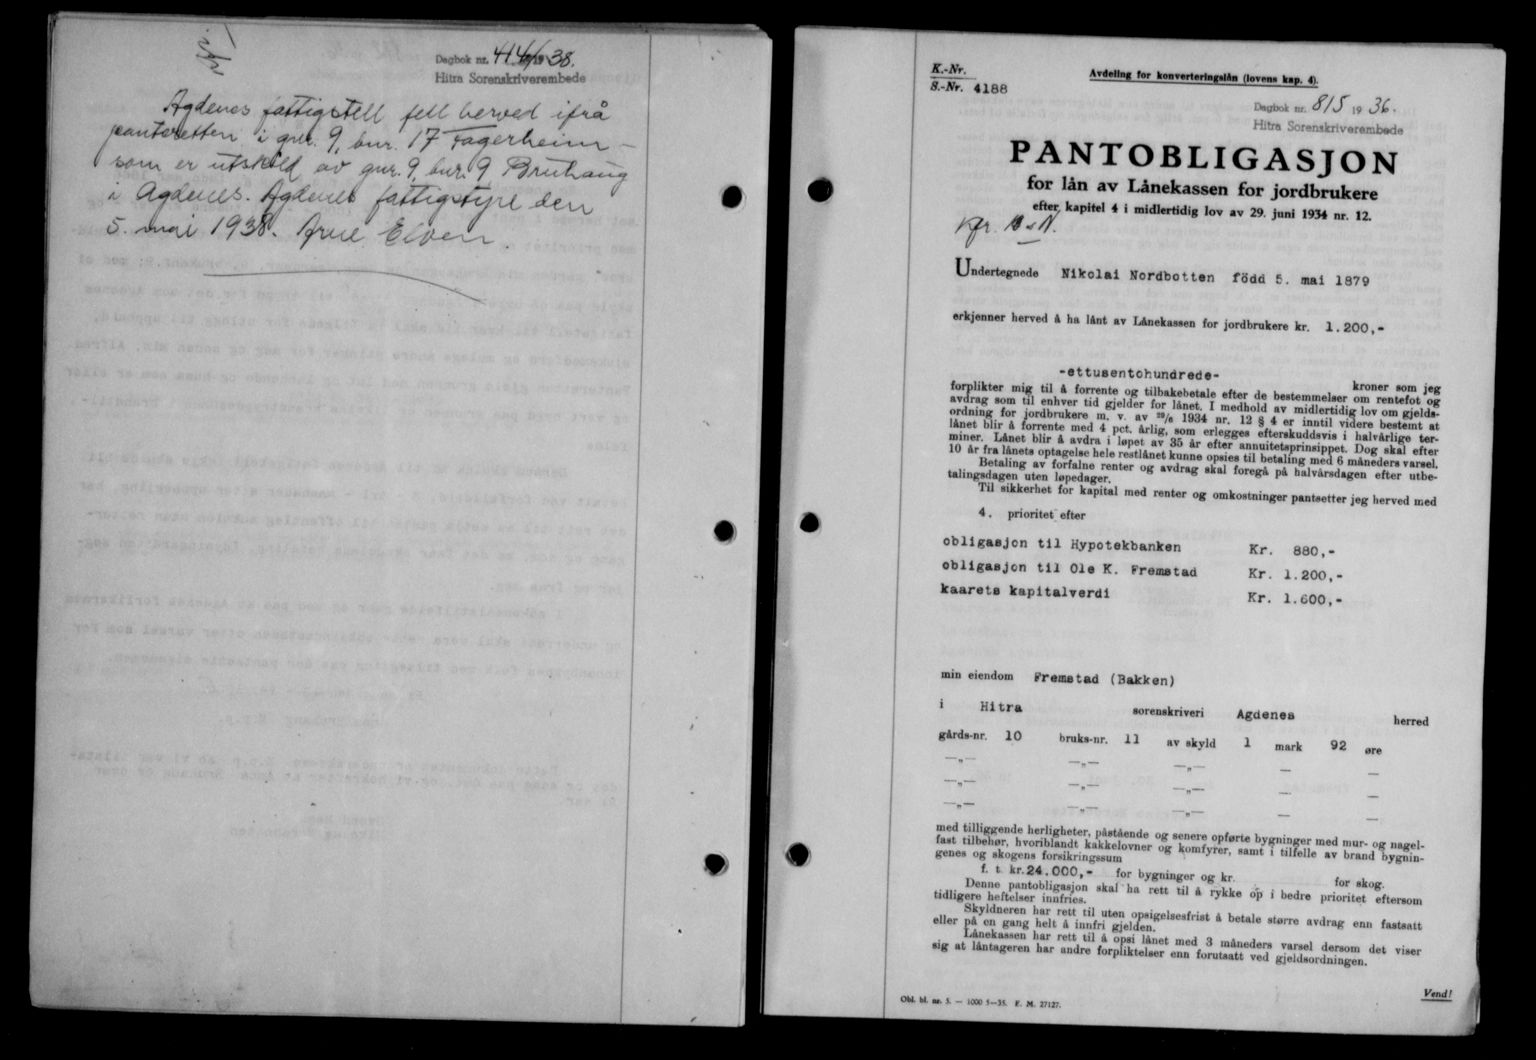 Dagbok nr. 414/1938.
Hitra Sorenskriverembede
Agdenes fattigstell fell herved ifrå
panteretten i gnr. 9, bnr. 17 Fagerheim –
som er utskild av gnr. 9, bnr. 9 Bruhaug
i Agdenes. Agdenes fattigstyre den
5. mai 1938. Arne Elven.
K.-Nr.
S.-Nr. 4188
Avdeling for konverteringslån (lovens kap. 4).
Dagbok nr. 815 1936.
Hitra Sorenskriverembede
PANTOBLIGASJON
for lån av Lånekassen for jordbrukere
efter kapitel 4 i midlertidig lov av 29. juni 1934 nr. 12.
Kfr.
Undertegnede Nikolai Nordbotten född 5. mai 1879
erkjenner herved å ha lånt av Lånekassen for jordbrukere kr. 1.200,-
-ettusentohundrede- kroner som jeg
forplikter mig til å forrente og tilbakebetale efter de bestemmelser om rentefot og
avdrag som til enhver tid gjelder for lånet. I medhold av midlertidig lov om gjelds-
ordning for jordbrukere m. v. av 29/6 1934 nr. 12 § 4 er inntil videre bestemt at
lånet blir å forrente med 4 pct. årlig, som erlegges efterskuddsvis i halvårlige ter-
miner. Lånet blir å avdra i løpet av 35 år efter annuitetsprinsippet. Dog skal efter
10 år fra lånets optagelse hele restlånet kunne opsies til betaling med 6 måneders varsel.
Betaling av forfalne renter og avdrag skal foregå på halvårsdagen efter utbe-
talingsdagen uten løpedager.
Til sikkerhet for kapital med renter og omkostninger pantsetter jeg herved med
4. prioritet efter
obligasjon til Hypotekbanken Kr. 880,-
obligasjon til Ole K. Fremstad Kr. 1.200,-
kaarets kapitalverdi Kr. 1.600,-
min eiendom Fremstad (Bakken)
i Hitra sorenskriveri Agdenes herred
gårds-nr. 10 bruks-nr. 11 av skyld 1 mark 92 øre
—„— —„— —„— — —
—„— —„— —„— — —
—„— —„— —„— — —
med tilliggende herligheter, påstående og senere opførte bygninger med mur- og nagel-
fast tilbehør, hvoriblandt kakkelovner og komfyrer, samt i tilfelle av brand bygnin-
genes og skogens forsikringssum
f. t. kr. 24.000,- for bygninger og kr. for skog.
Denne pantobligasjon skal ha rett til å rykke op i bedre prioritet eftersom
tidligere heftelser innfries.
Skyldneren har rett til uten opsigelsesfrist å betale større avdrag enn fastsatt
eller på en gang helt å innfri gjelden.
Lånekassen har rett til å opsi lånet med 3 måneders varsel dersom det viser
sig at låntageren har andre forpliktelser enn forutsatt ved gjeldsordningen.
Vend!
Obl. bl. nr. 5. — 1000 5—35. E. M. 27127.